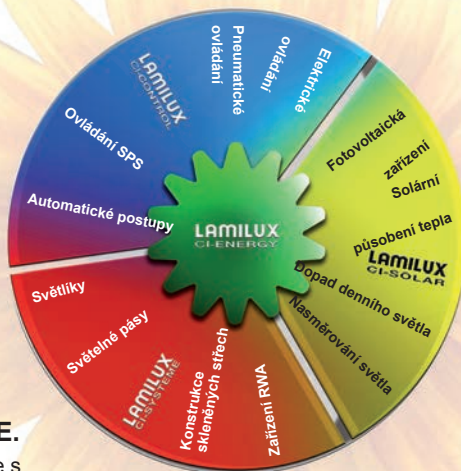 Pneumatické
ovládání
Elektrické
ovládání
LAMILUX
CI-CONTROL
Ovládání SPS
Automatické postupy
Fotovoltaická
zařízení
Solární
působení tepla
LAMILUX
CI-SOLAR
Dopad denního světla
Nasměrování světla
LAMILUX
CI-ENERGY
Světlíky
Světelné pásy
LAMILUX
CI-SYSTEME
Konstrukce
skleněných střech
Zařízení RWA
E.
e s